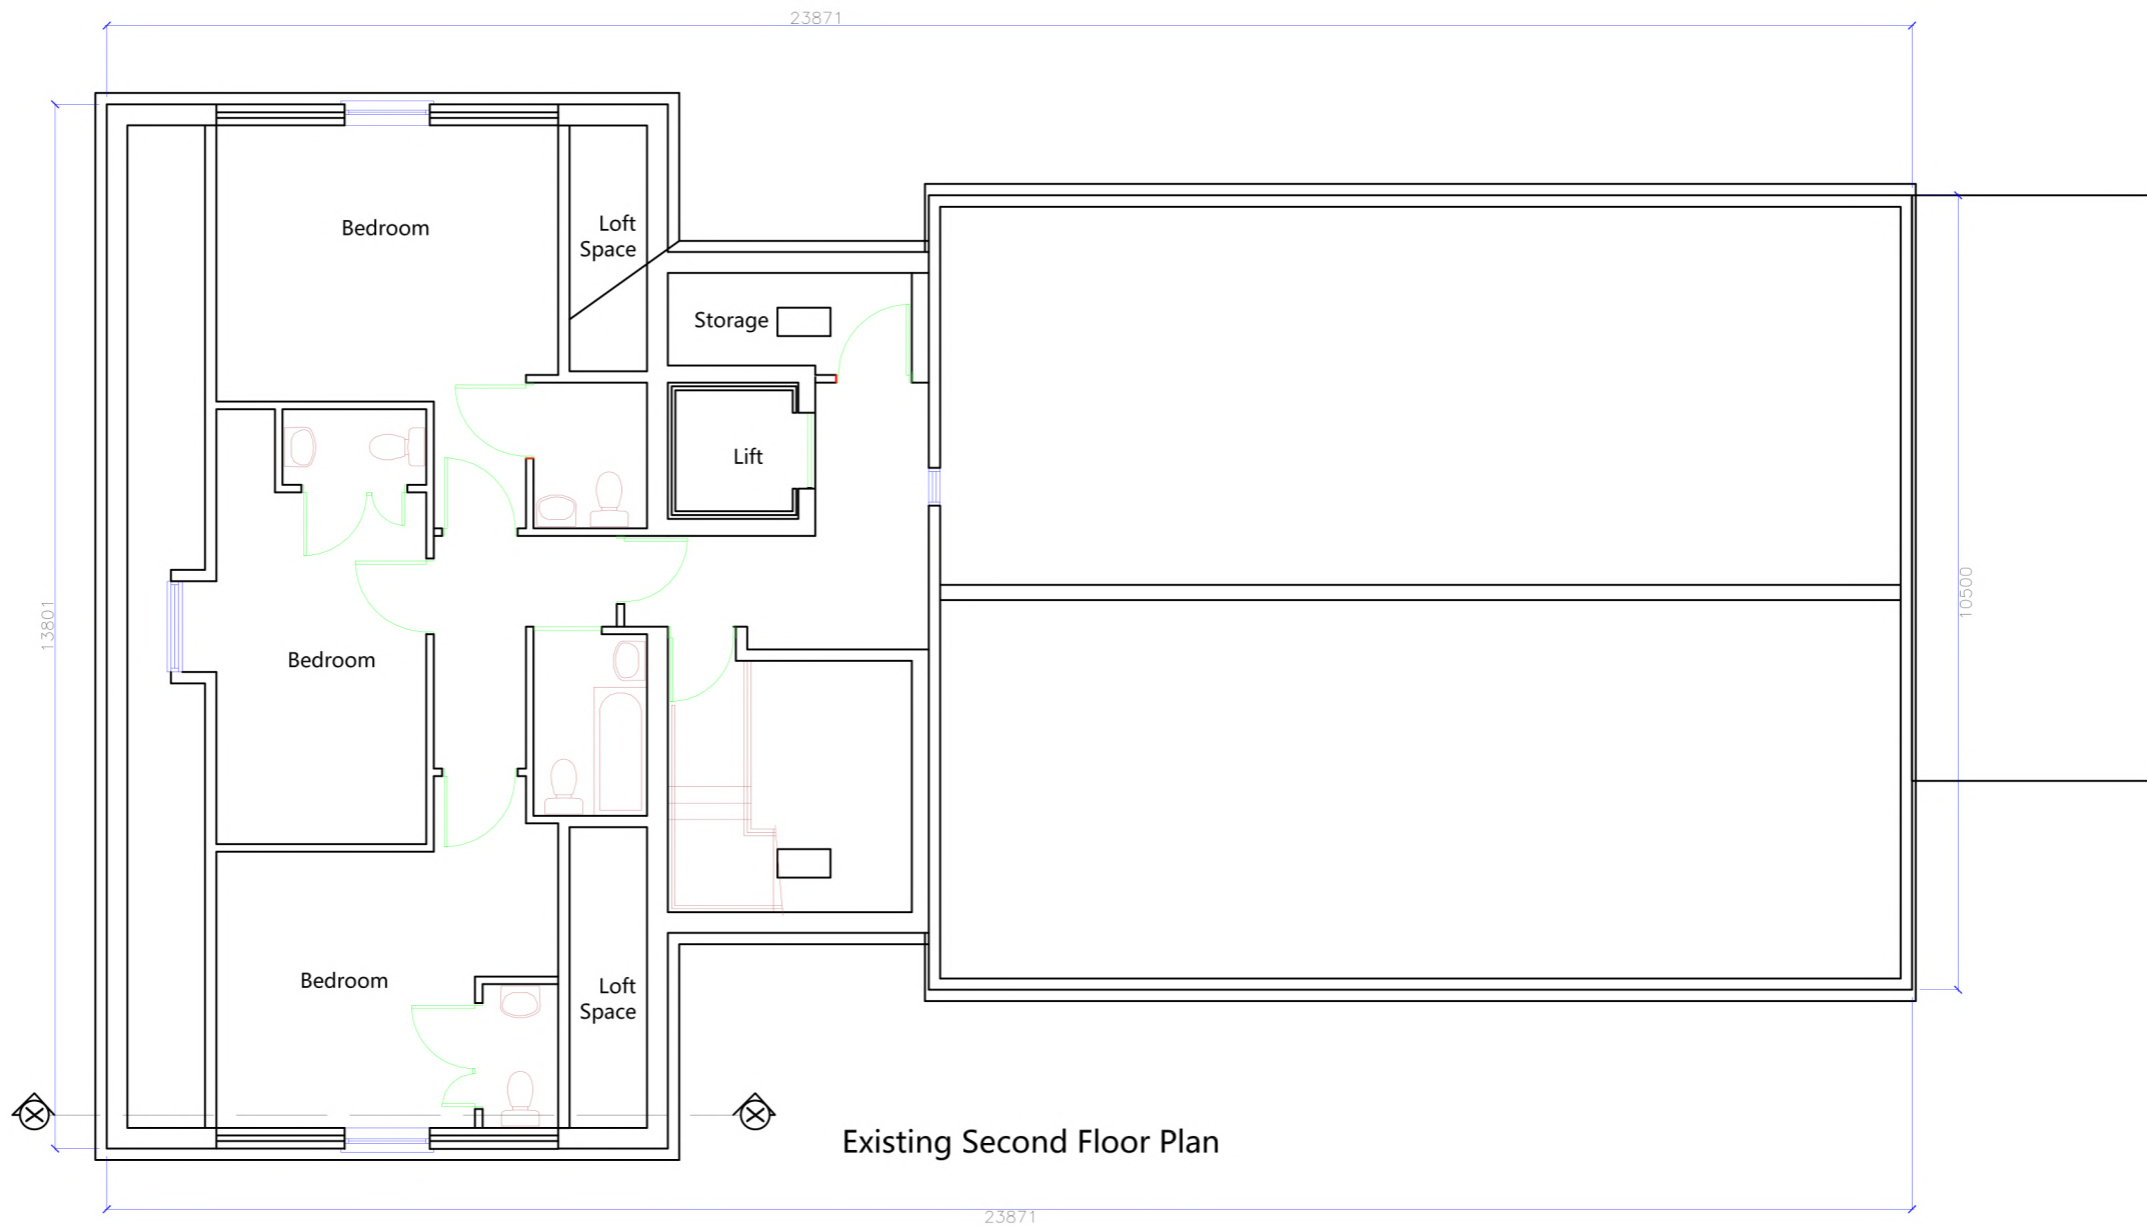 23871
Bedroom
Loft
Space
Storage
Lift
13801
10500
Bedroom
Bedroom
Loft
Space
Existing Second Floor Plan
23871